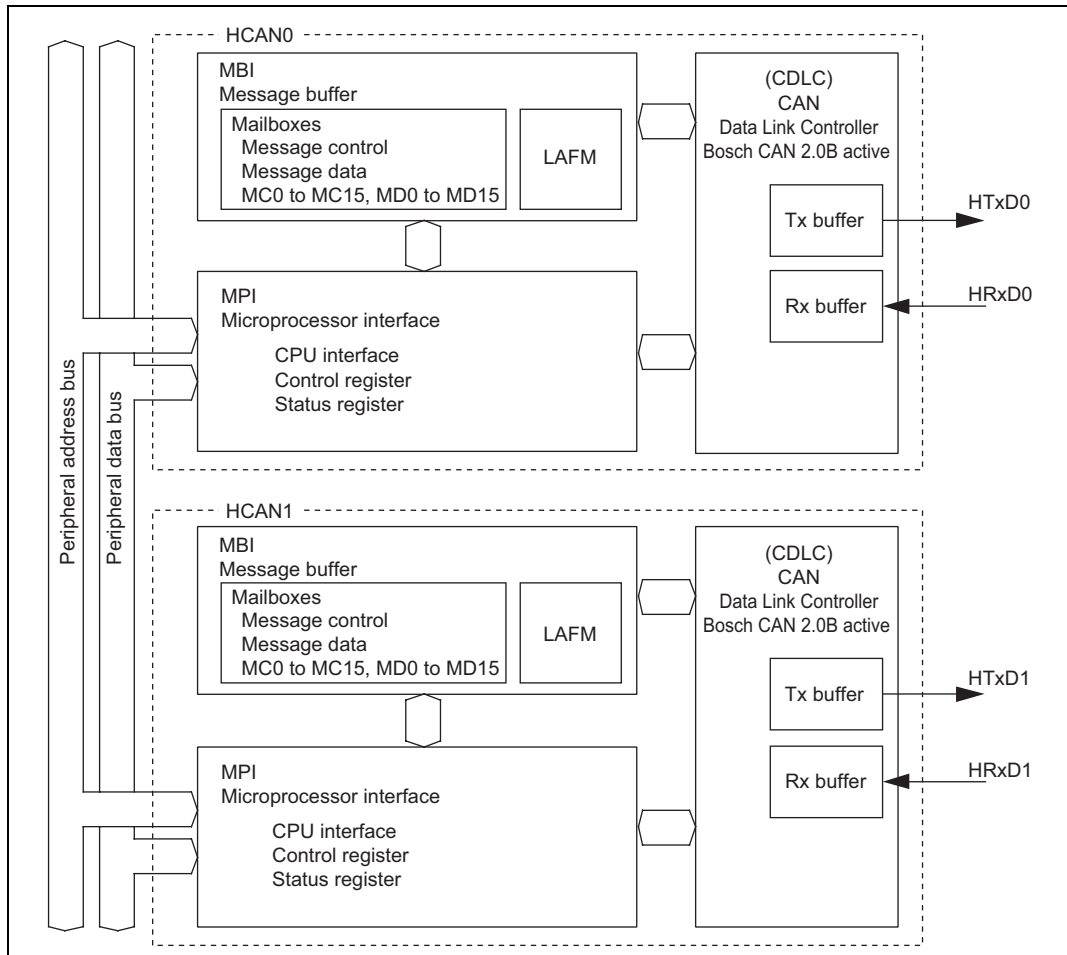 Peripheral address bus
Peripheral data bus
HCAN0
MBI
Message buffer
Mailboxes
Message control
Message data
MC0 to MC15, MD0 to MD15
LAFM
MPI
Microprocessor interface
CPU interface
Control register
Status register
(CDLC)
CAN
Data Link Controller
Bosch CAN 2.0B active
Tx buffer
Rx buffer
HTxD0
HRxD0
HCAN1
MBI
Message buffer
Mailboxes
Message control
Message data
MC0 to MC15, MD0 to MD15
LAFM
MPI
Microprocessor interface
CPU interface
Control register
Status register
(CDLC)
CAN
Data Link Controller
Bosch CAN 2.0B active
Tx buffer
Rx buffer
HTxD1
HRxD1